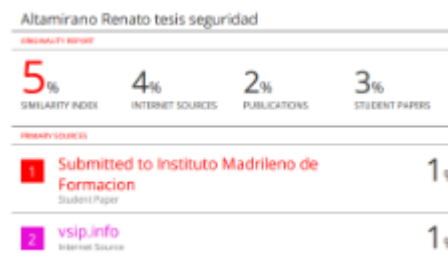 Altamirano Renato tesis seguridad
ORIGINALITY REPORT
5% 4% 2% 3%
SIMILARITY INDEX INTERNET SOURCES PUBLICATIONS STUDENT PAPERS
PRIMARY SOURCES
1 Submitted to Instituto Madrileno de 1%
Formacion
Student Paper
2 vsip.info 1%
Internet Source